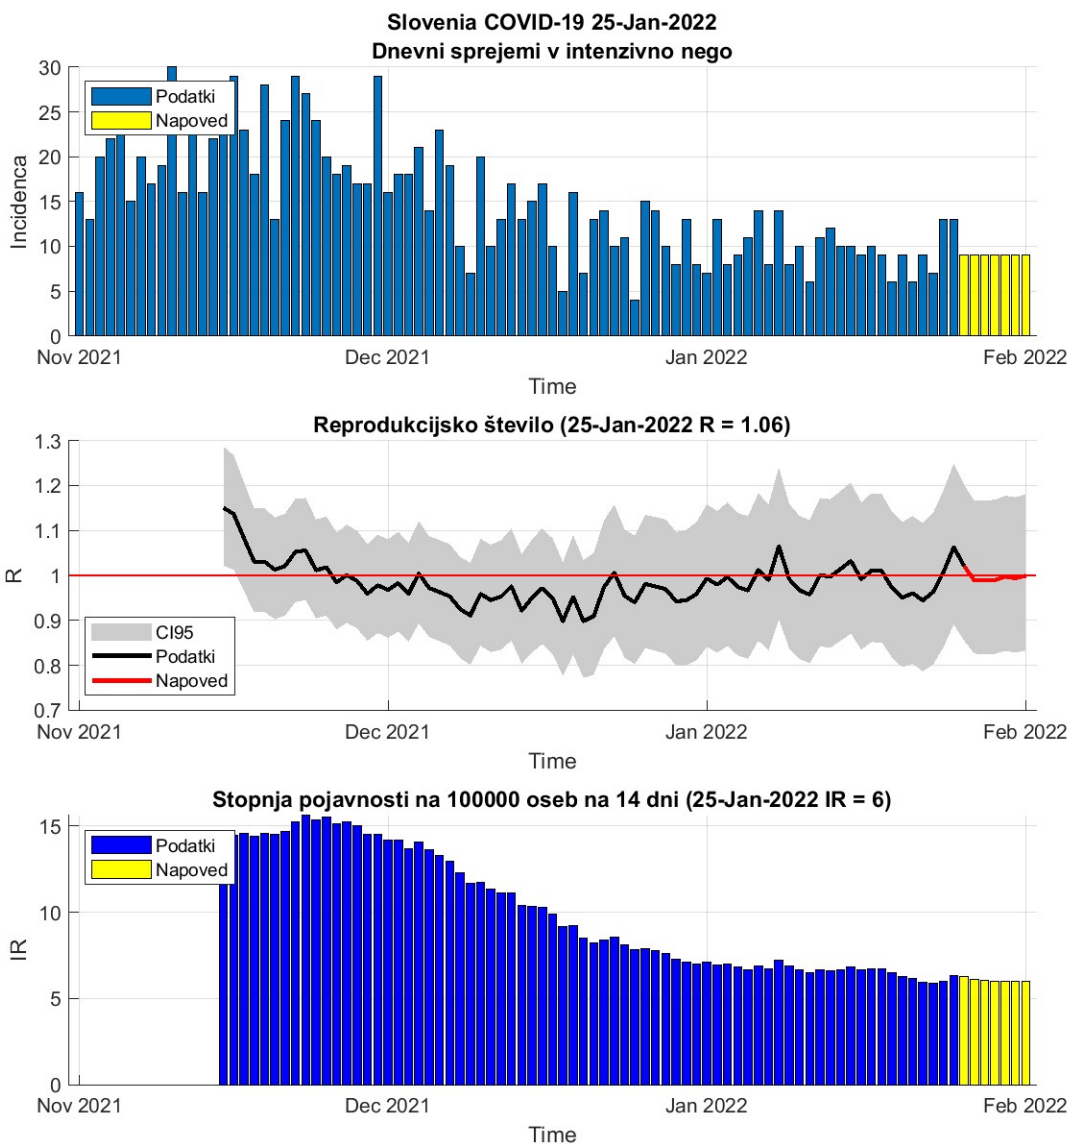 Slovenia COVID-19 25-Jan-2022
Dnevni sprejemi v intenzivno nego
30
25
20
15
10
5
0
Incidenca
Podatki
Napoved
Nov 2021 Dec 2021 Jan 2022 Feb 2022
Time
Reprodukcijsko število (25-Jan-2022 R = 1.06)
1.3
1.2
1.1
1
0.9
0.8
0.7
R
CI95
Podatki
Napoved
Nov 2021 Dec 2021 Jan 2022 Feb 2022
Time
Stopnja pojavnosti na 100000 oseb na 14 dni (25-Jan-2022 IR = 6)
15
10
5
0
IR
Podatki
Napoved
Nov 2021 Dec 2021 Jan 2022 Feb 2022
Time